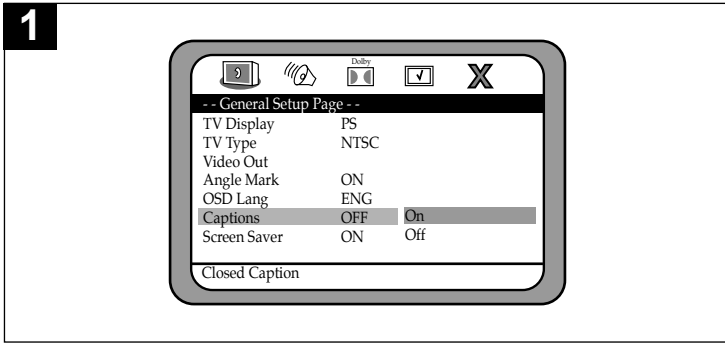 1
Dolby
- - General Setup Page - -
TV Display PS
TV Type NTSC
Video Out
Angle Mark ON
OSD Lang ENG
Captions OFF On
Screen Saver ON Off
Closed Caption